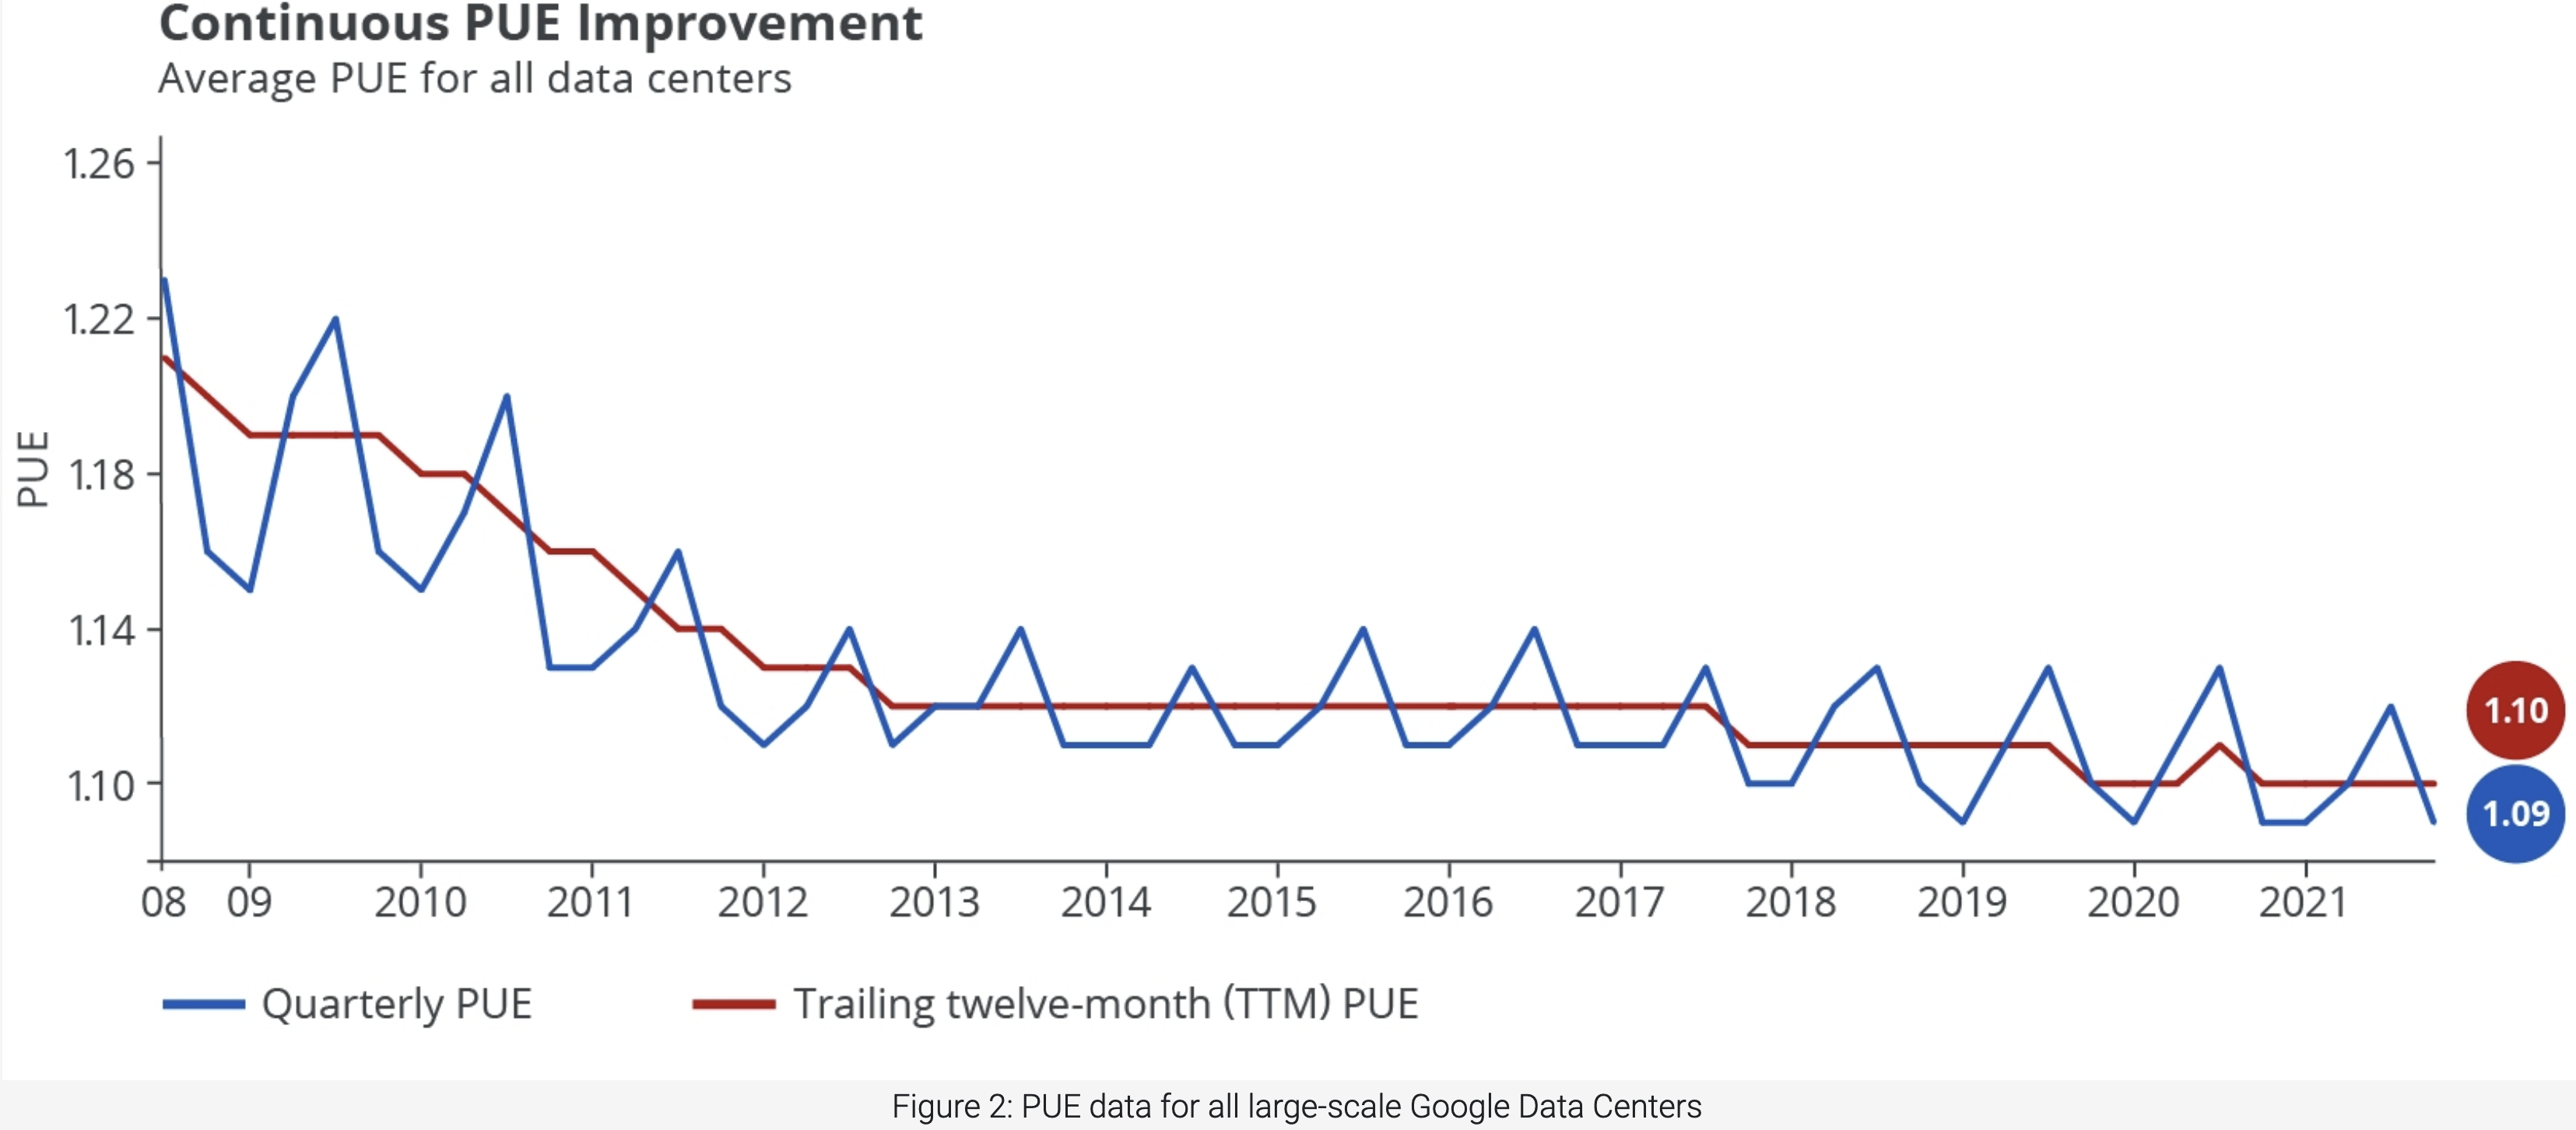 Continuous PUE Improvement
Average PUE for all data centers
PUE
1.26
1.22
1.18
1.14
1.10
08 09 2010 2011 2012 2013 2014 2015 2016 2017 2018 2019 2020 2021
1.10
1.09
Quarterly PUE Trailing twelve-month (TTM) PUE
Figure 2: PUE data for all large-scale Google Data Centers